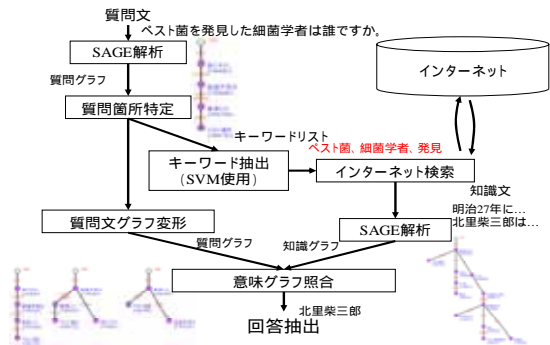 質問文
ペスト菌を発見した細菌学者は誰ですか。
SAGE解析
インターネット
質問グラフ
質問箇所特定
キーワードリスト
ペスト菌、細菌学者、発見
キーワード抽出
(SVM使用)
インターネット検索
知識文
明治27年に…
北里柴三郎は…
質問文グラフ変形
SAGE解析
質問グラフ
知識グラフ
意味グラフ照合
北里柴三郎
回答抽出